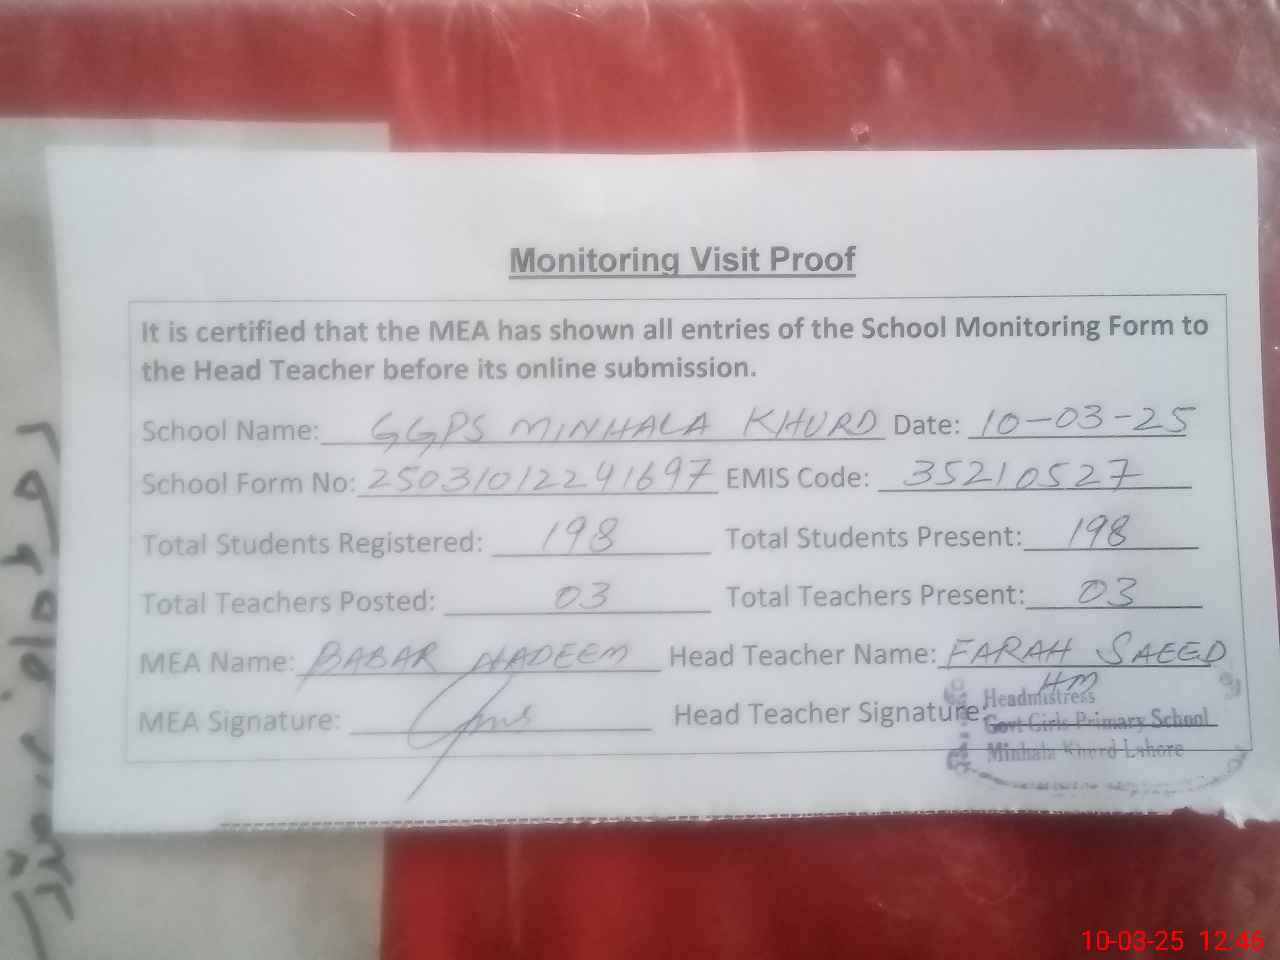 Monitoring Visit Proof
It is certified that the MEA has shown all entries of the School Monitoring Form to
the Head Teacher before its online submission.
School Name: GGPS MINHALA KHURD Date: 10-03-25
School Form No: 25031012241697 EMIS Code: 35210527
Total Students Registered: 198 Total Students Present: 198
Total Teachers Posted: 03 Total Teachers Present: 03
MEA Name: BABAR NADEEM Head Teacher Name: FARAH SAEED
HM
MEA Signature: Head Teacher Signature
Headmistress
Govt Girls Primary School
Minhala Khurd Lahore
10-03-25 12:46